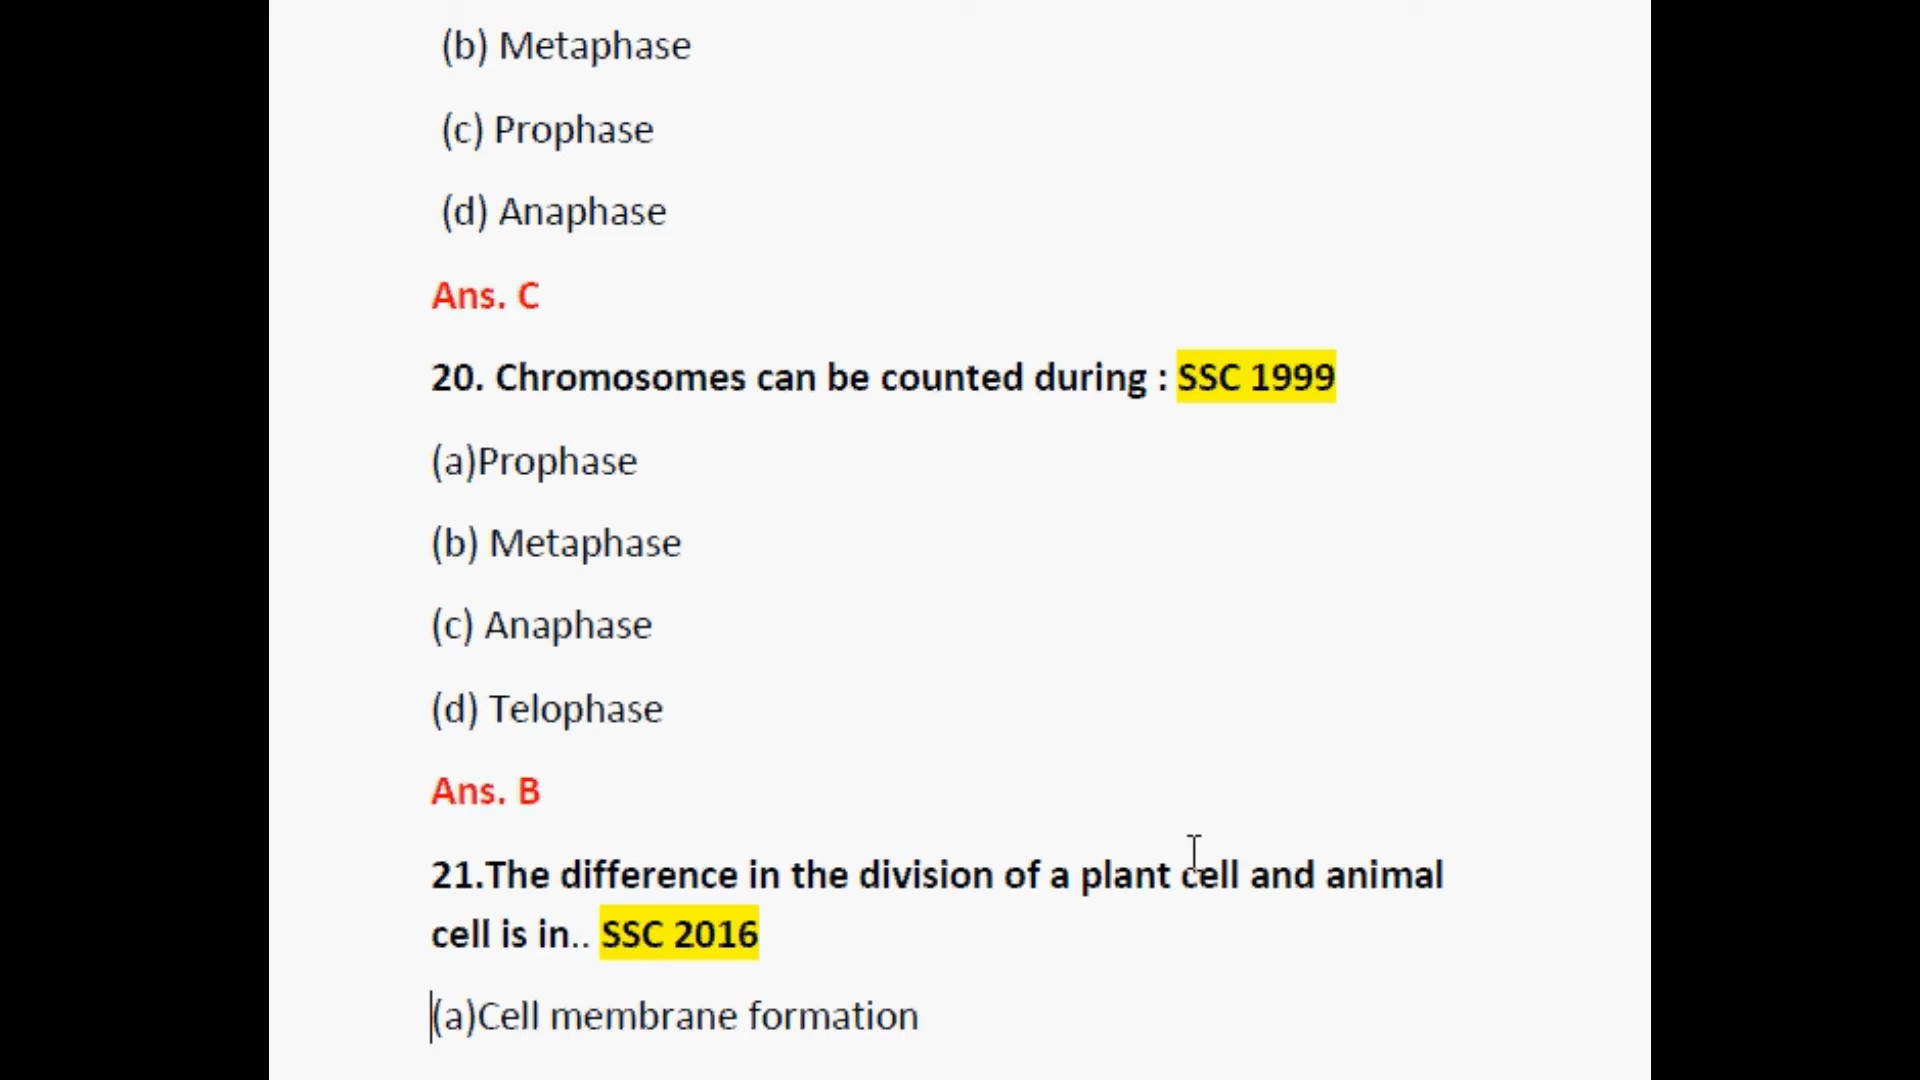 (b) Metaphase
(c) Prophase
(d) Anaphase
Ans. C
20. Chromosomes can be counted during : SSC 1999
(a)Prophase
(b) Metaphase
(c) Anaphase
(d) Telophase
Ans. B
21.The difference in the division of a plant cell and animal
cell is in.. SSC 2016
(a)Cell membrane formation